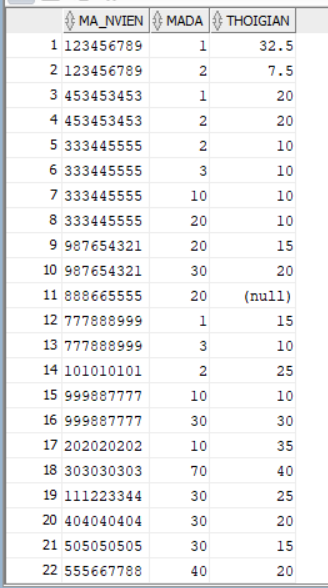 MA_NVIEN MADA THOIGIAN
1 123456789 1 32.5
2 123456789 2 7.5
3 453453453 1 20
4 453453453 2 20
5 333445555 2 10
6 333445555 3 10
7 333445555 10 10
8 333445555 20 10
9 987654321 20 15
10 987654321 30 20
11 888665555 20 (null)
12 777888999 1 15
13 777888999 3 10
14 101010101 2 25
15 999887777 10 10
16 999887777 30 30
17 202020202 10 35
18 303030303 70 40
19 111223344 30 25
20 404040404 30 20
21 505050505 30 15
22 555667788 40 20